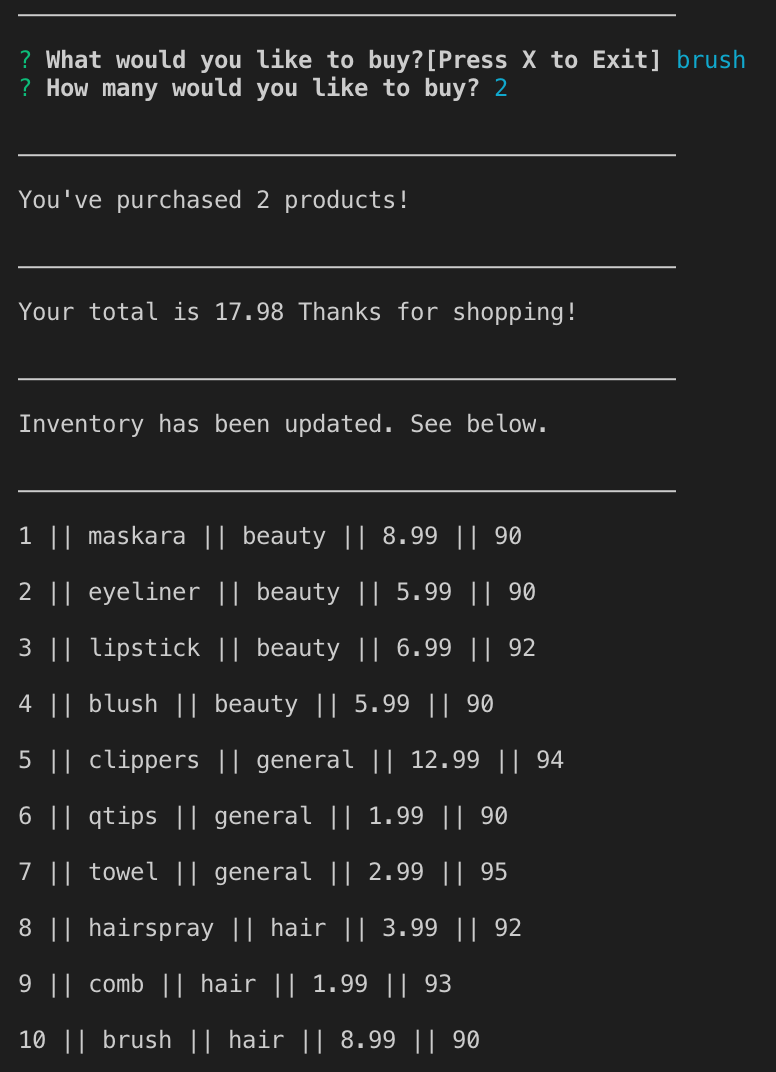 ? What would you like to buy?[Press X to Exit] brush
? How many would you like to buy? 2
You've purchased 2 products!
Your total is 17.98 Thanks for shopping!
Inventory has been updated. See below.
1 || maskara || beauty || 8.99 || 90
2 || eyeliner || beauty || 5.99 || 90
3 || lipstick || beauty || 6.99 || 92
4 || blush || beauty || 5.99 || 90
5 || clippers || general || 12.99 || 94
6 || qtips || general || 1.99 || 90
7 || towel || general || 2.99 || 95
8 || hairspray || hair || 3.99 || 92
9 || comb || hair || 1.99 || 93
10 || brush || hair || 8.99 || 90